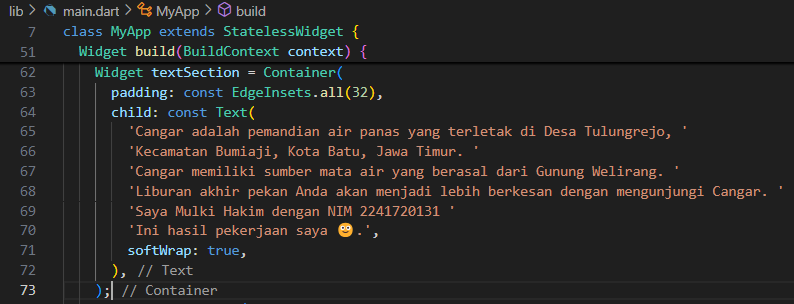 lib > main.dart > MyApp > build
7 class MyApp extends StatelessWidget {
51 Widget build(BuildContext context) {
62 Widget textSection = Container(
63 padding: const EdgeInsets.all(32),
64 child: const Text(
65 'Cangar adalah pemandian air panas yang terletak di Desa Tulungrejo, '
66 'Kecamatan Bumiaji, Kota Batu, Jawa Timur. '
67 'Cangar memiliki sumber mata air yang berasal dari Gunung Welirang. '
68 'Liburan akhir pekan Anda akan menjadi lebih berkesan dengan mengunjungi Cangar. '
69 'Saya Mulki Hakim dengan NIM 2241720131 '
70 'Ini hasil pekerjaan saya 🙂.',
71 softWrap: true,
72 ), // Text
73 ); // Container